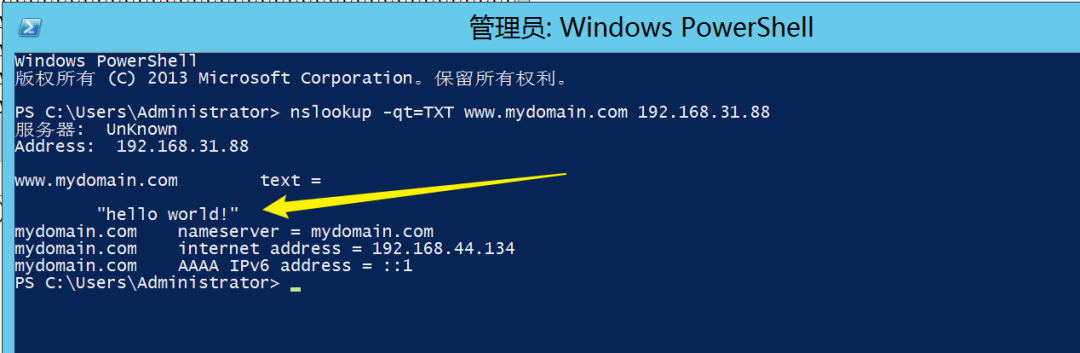 管理员: Windows PowerShell
Windows PowerShell
版权所有 (C) 2013 Microsoft Corporation。保留所有权利。
PS C:\Users\Administrator> nslookup -qt=TXT www.mydomain.com 192.168.31.88
服务器:  UnKnown
Address:  192.168.31.88
www.mydomain.com        text =
"hello world!"
mydomain.com    nameserver = mydomain.com
mydomain.com    internet address = 192.168.44.134
mydomain.com    AAAA IPv6 address = ::1
PS C:\Users\Administrator>